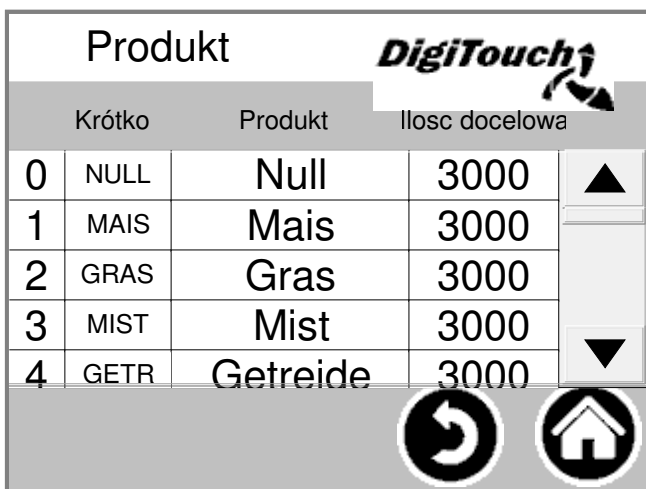 Produkt DigiTouch
Krótko Produkt Ilosc docelowa
0 NULL Null 3000
1 MAIS Mais 3000
2 GRAS Gras 3000
3 MIST Mist 3000
4 GETR Getreide 3000